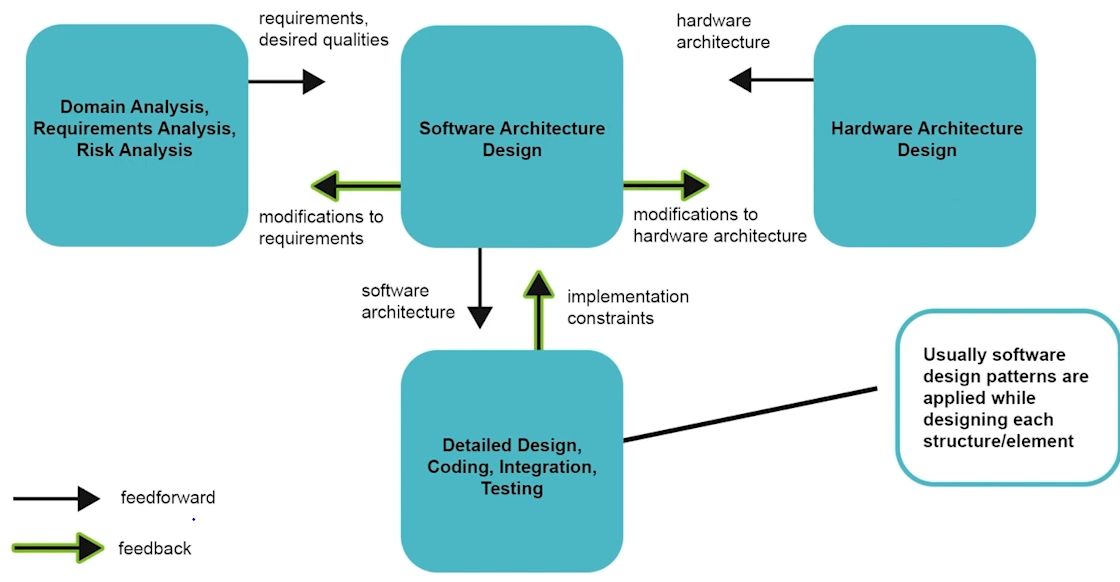 requirements,
desired qualities
hardware
architecture
Domain Analysis,
Requirements Analysis,
Risk Analysis
Software Architecture
Design
Hardware Architecture
Design
modifications to
requirements
modifications to
hardware architecture
software
architecture
implementation
constraints
Usually software
design patterns are
applied while
designing each
structure/element
Detailed Design,
Coding, Integration,
Testing
feedforward
feedback